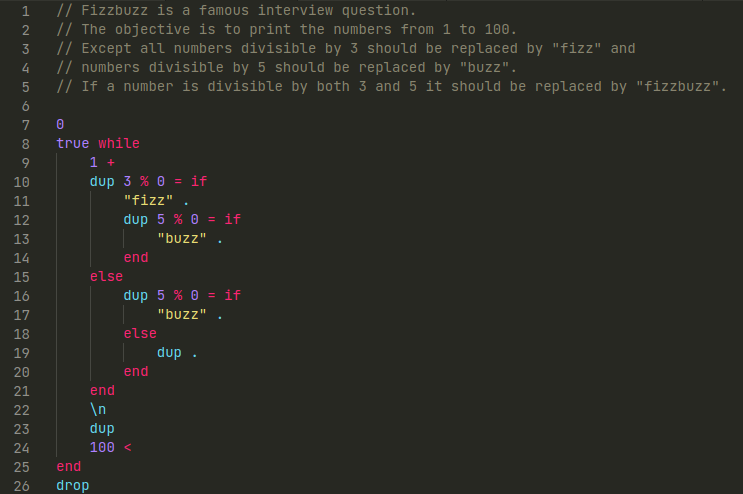 1 // Fizzbuzz is a famous interview question.
2 // The objective is to print the numbers from 1 to 100.
3 // Except all numbers divisible by 3 should be replaced by "fizz" and
4 // numbers divisible by 5 should be replaced by "buzz".
5 // If a number is divisible by both 3 and 5 it should be replaced by "fizzbuzz".
6
7 0
8 true while
9     1 +
10     dup 3 % 0 = if
11         "fizz" .
12         dup 5 % 0 = if
13             "buzz" .
14         end
15     else
16         dup 5 % 0 = if
17             "buzz" .
18         else
19             dup .
20         end
21     end
22     \n
23     dup
24     100 <
25 end
26 drop